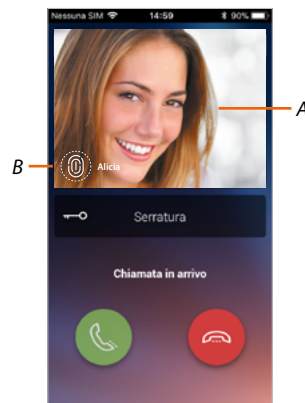 Nessuna SIM 14:59 90%
A
B
Alicia
Serratura
Chiamata in arrivo